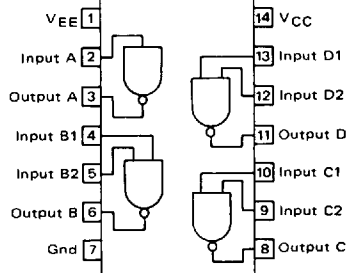 VEE 1
Input A 2
Output A 3
Input B1 4
Input B2 5
Output B 6
Gnd 7
14 VCC
13 Input D1
12 Input D2
11 Output D
10 Input C1
9 Input C2
8 Output C